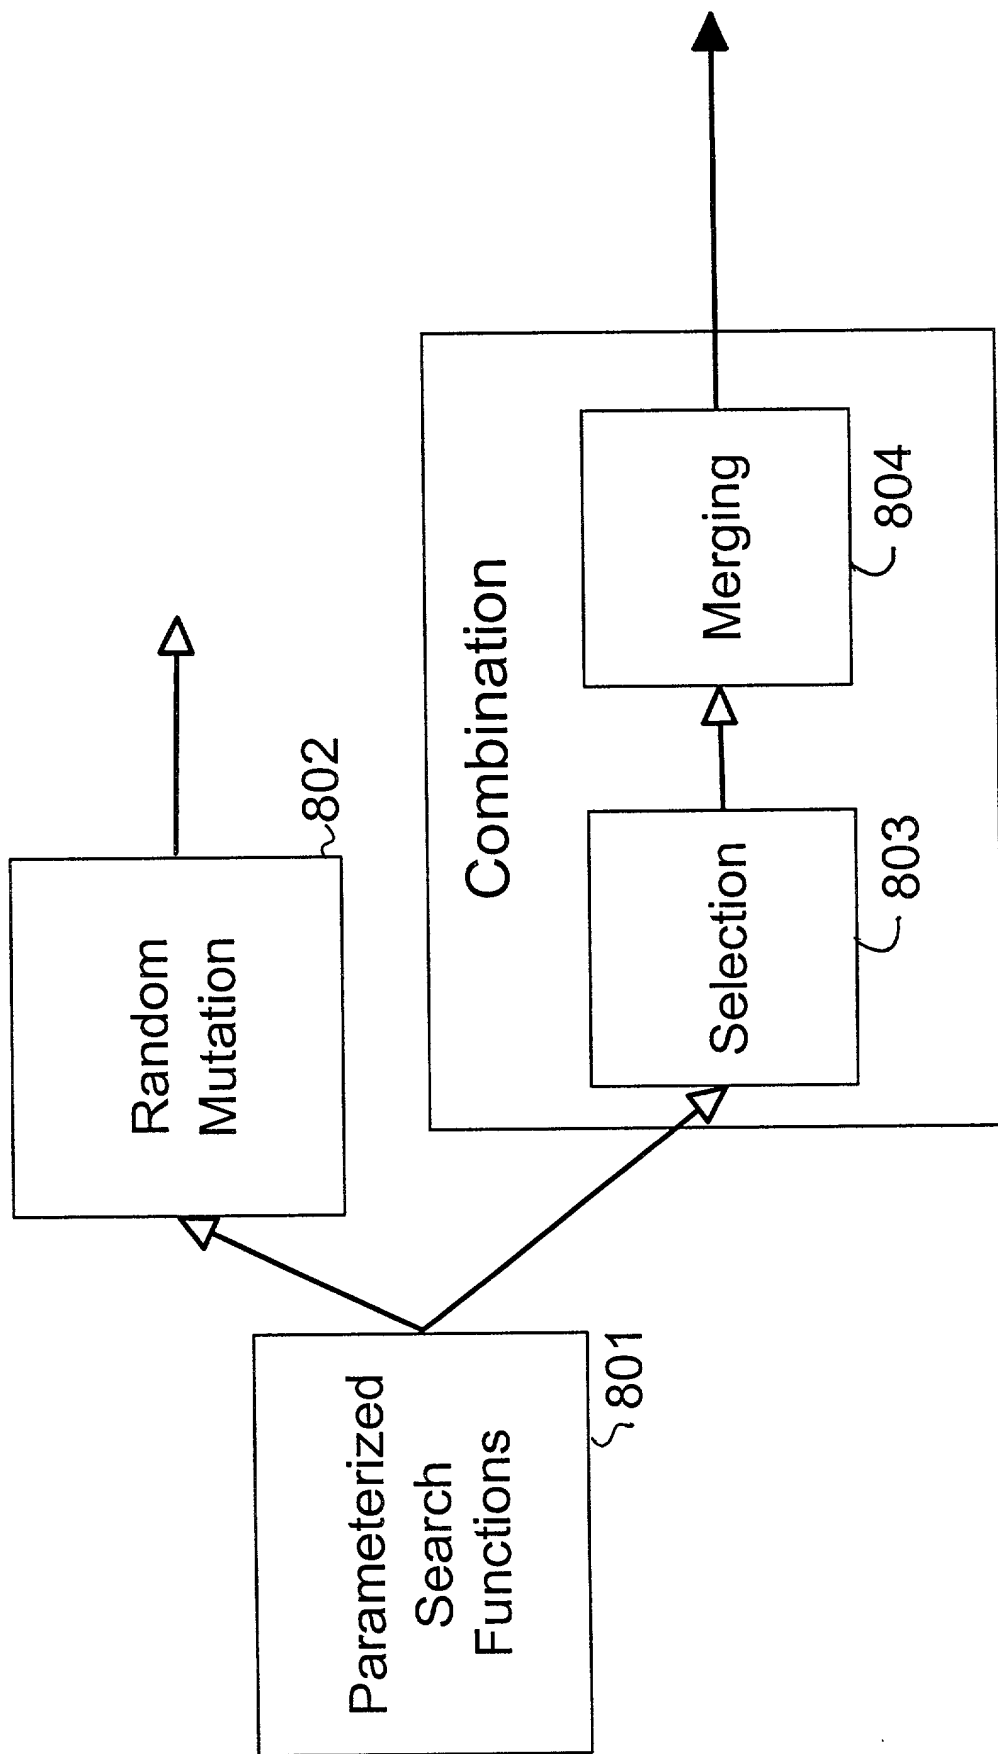 Parameterized
Search
Functions
801
Random
Mutation
802
Combination
Selection
803
Merging
804